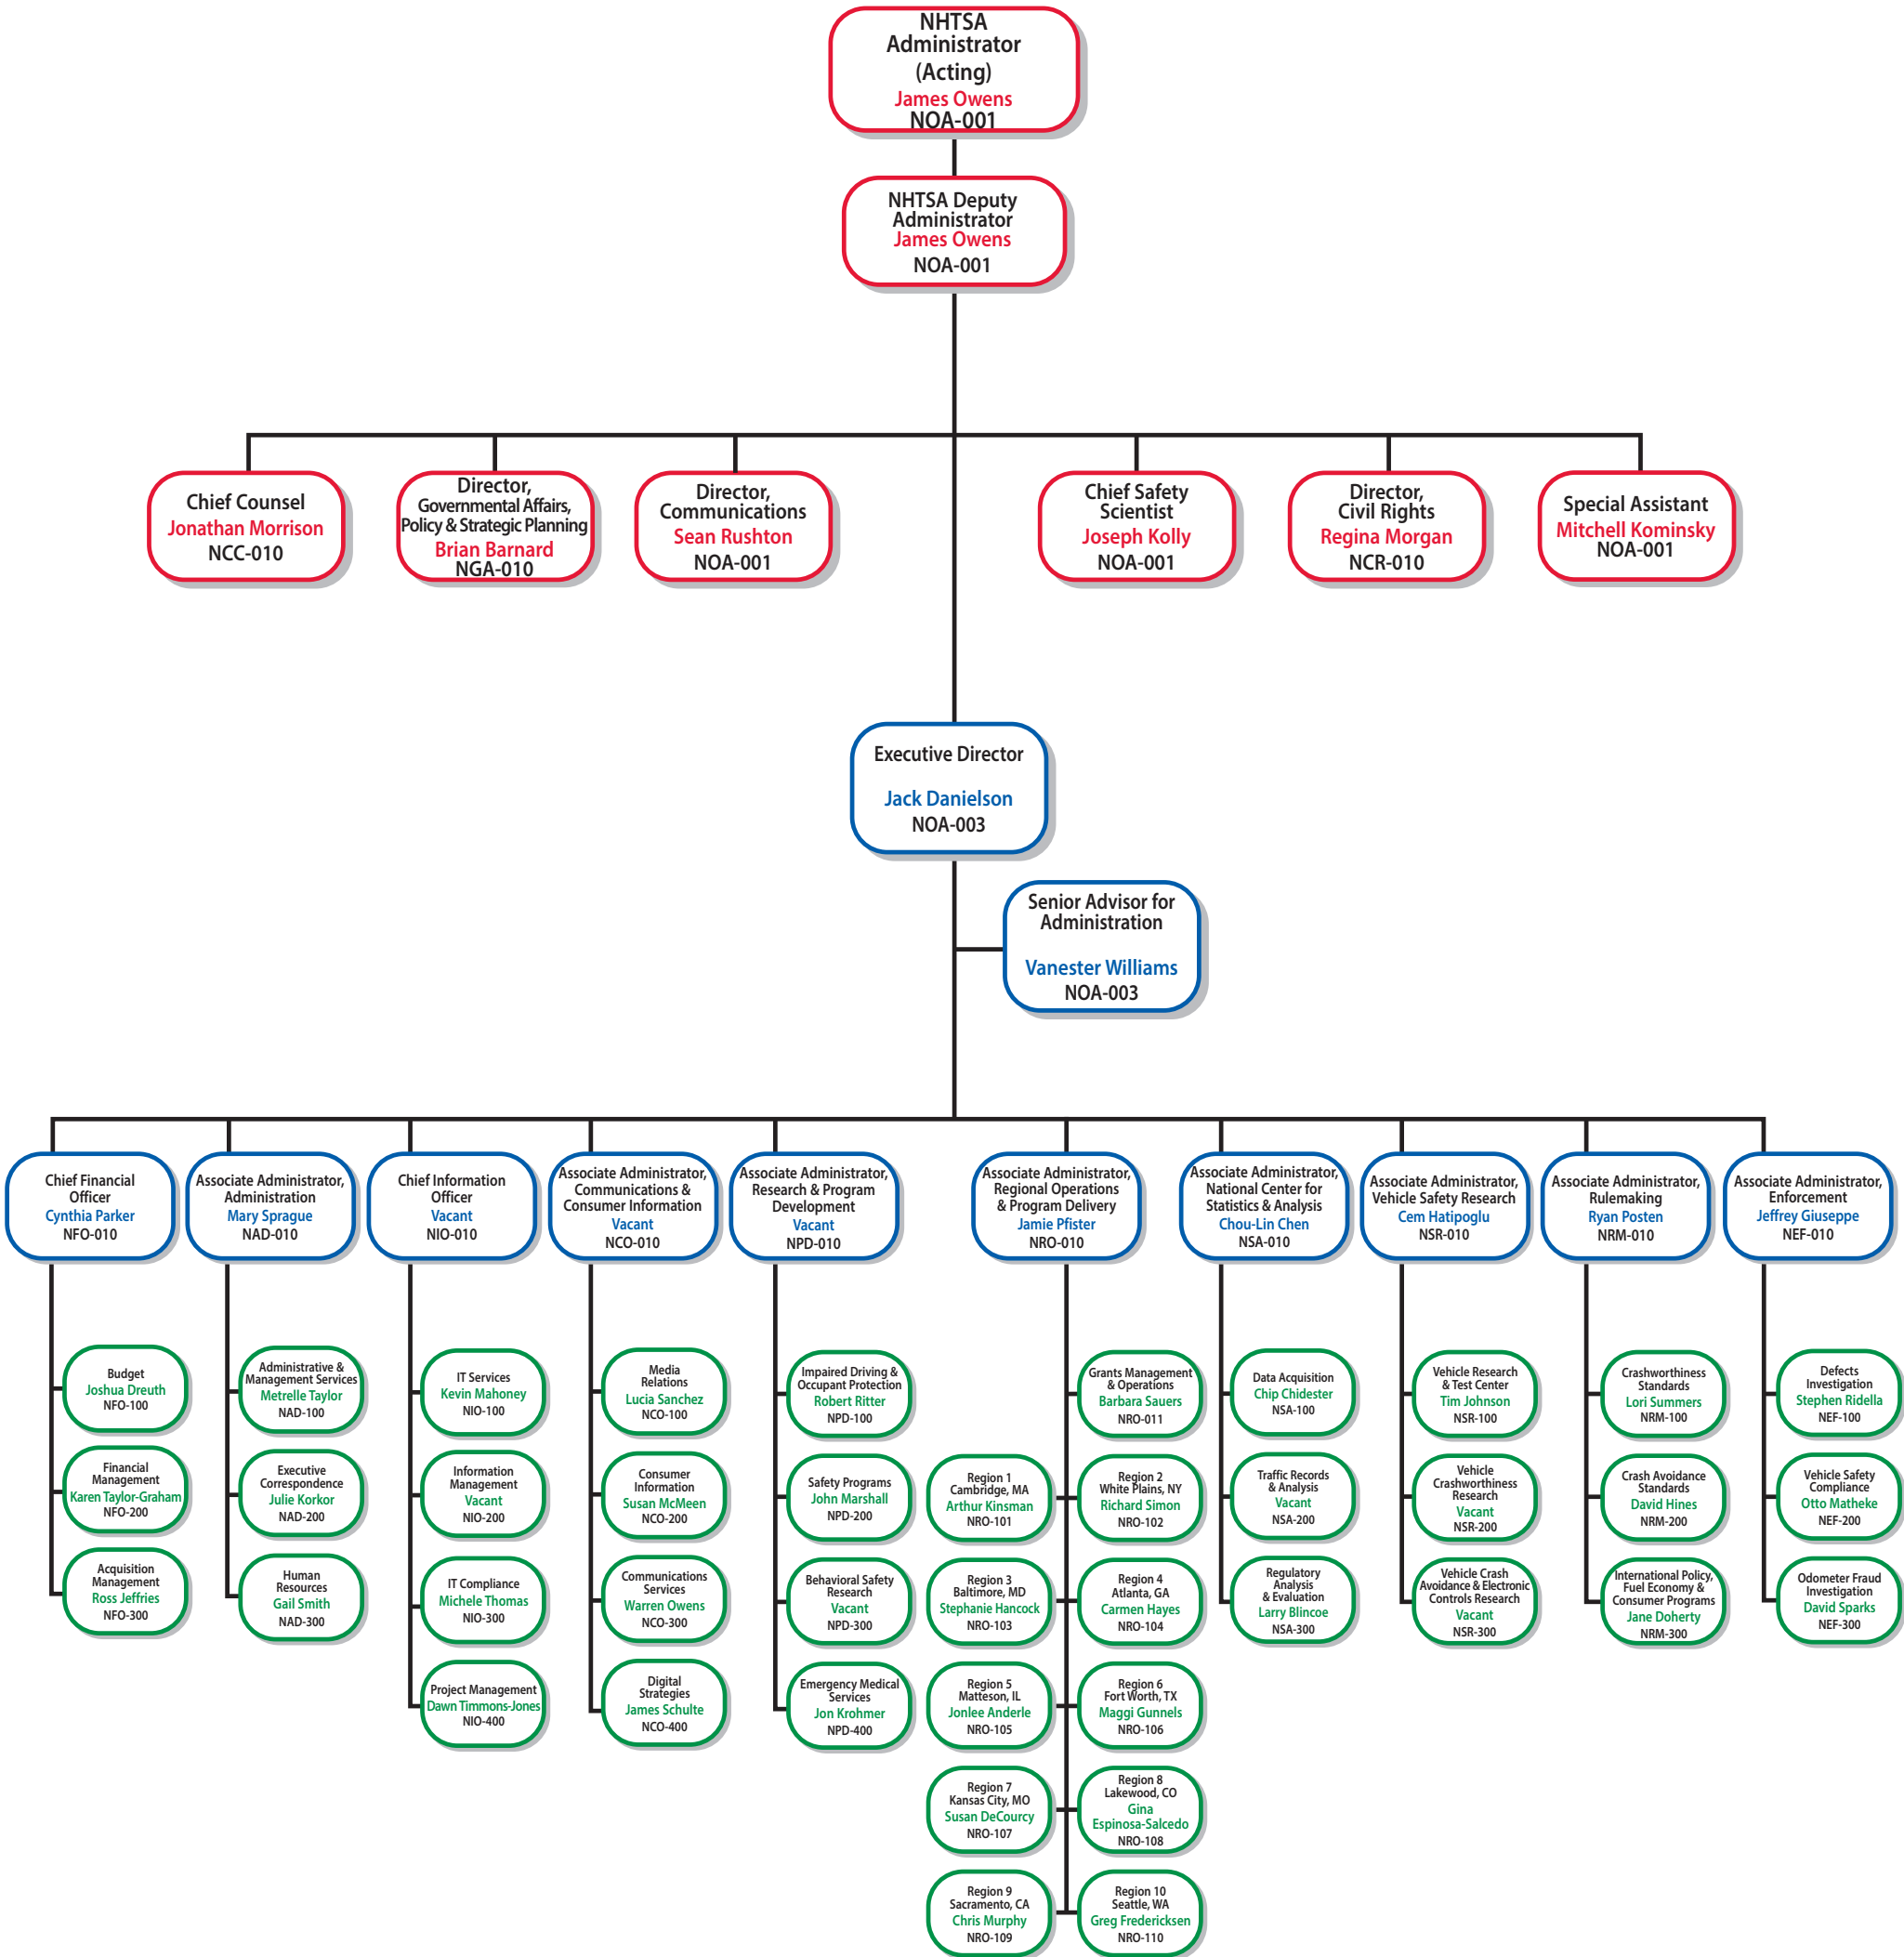 NHTSA
Administrator
(Acting)
James Owens
NOA-001
NHTSA Deputy
Administrator
James Owens
NOA-001
Chief Counsel
Jonathan Morrison
NCC-010
Director,
Governmental Affairs,
Policy & Strategic Planning
Brian Barnard
NGA-010
Director,
Communications
Sean Rushton
NOA-001
Chief Safety
Scientist
Joseph Kolly
NOA-001
Director,
Civil Rights
Regina Morgan
NCR-010
Special Assistant
Mitchell Kominsky
NOA-001
Executive Director
Jack Danielson
NOA-003
Senior Advisor for
Administration
Vanester Williams
NOA-003
Chief Financial
Officer
Cynthia Parker
NFO-010
Associate Administrator,
Administration
Mary Sprague
NAD-010
Chief Information
Officer
Vacant
NIO-010
Associate Administrator,
Communications &
Consumer Information
Vacant
NCO-010
Associate Administrator,
Research & Program
Development
Vacant
NPD-010
Associate Administrator,
Regional Operations
& Program Delivery
Jamie Pfister
NRO-010
Associate Administrator,
National Center for
Statistics & Analysis
Chou-Lin Chen
NSA-010
Associate Administrator,
Vehicle Safety Research
Cem Hatipoglu
NSR-010
Associate Administrator,
Rulemaking
Ryan Posten
NRM-010
Associate Administrator,
Enforcement
Jeffrey Giuseppe
NEF-010
Budget
Joshua Dreuth
NFO-100
Financial
Management
Karen Taylor-Graham
NFO-200
Acquisition
Management
Ross Jeffries
NFO-300
Administrative &
Management Services
Metrelle Taylor
NAD-100
Executive
Correspondence
Julie Korkor
NAD-200
Human
Resources
Gail Smith
NAD-300
IT Services
Kevin Mahoney
NIO-100
Information
Management
Vacant
NIO-200
IT Compliance
Michele Thomas
NIO-300
Project Management
Dawn Timmons-Jones
NIO-400
Media
Relations
Lucia Sanchez
NCO-100
Consumer
Information
Susan McMeen
NCO-200
Communications
Services
Warren Owens
NCO-300
Digital
Strategies
James Schulte
NCO-400
Impaired Driving &
Occupant Protection
Robert Ritter
NPD-100
Safety Programs
John Marshall
NPD-200
Behavioral Safety
Research
Vacant
NPD-300
Emergency Medical
Services
Jon Krohmer
NPD-400
Grants Management
& Operations
Barbara Sauers
NRO-011
Region 1
Cambridge, MA
Arthur Kinsman
NRO-101
Region 2
White Plains, NY
Richard Simon
NRO-102
Region 3
Baltimore, MD
Stephanie Hancock
NRO-103
Region 4
Atlanta, GA
Carmen Hayes
NRO-104
Region 5
Matteson, IL
Jonlee Anderle
NRO-105
Region 6
Fort Worth, TX
Maggi Gunnels
NRO-106
Region 7
Kansas City, MO
Susan DeCourcy
NRO-107
Region 8
Lakewood, CO
Gina
Espinosa-Salcedo
NRO-108
Region 9
Sacramento, CA
Chris Murphy
NRO-109
Region 10
Seattle, WA
Greg Fredericksen
NRO-110
Data Acquisition
Chip Chidester
NSA-100
Traffic Records
& Analysis
Vacant
NSA-200
Regulatory
Analysis
& Evaluation
Larry Blincoe
NSA-300
Vehicle Research
& Test Center
Tim Johnson
NSR-100
Vehicle
Crashworthiness
Research
Vacant
NSR-200
Vehicle Crash
Avoidance & Electronic
Controls Research
Vacant
NSR-300
Crashworthiness
Standards
Lori Summers
NRM-100
Crash Avoidance
Standards
David Hines
NRM-200
International Policy,
Fuel Economy &
Consumer Programs
Jane Doherty
NRM-300
Defects
Investigation
Stephen Ridella
NEF-100
Vehicle Safety
Compliance
Otto Matheke
NEF-200
Odometer Fraud
Investigation
David Sparks
NEF-300